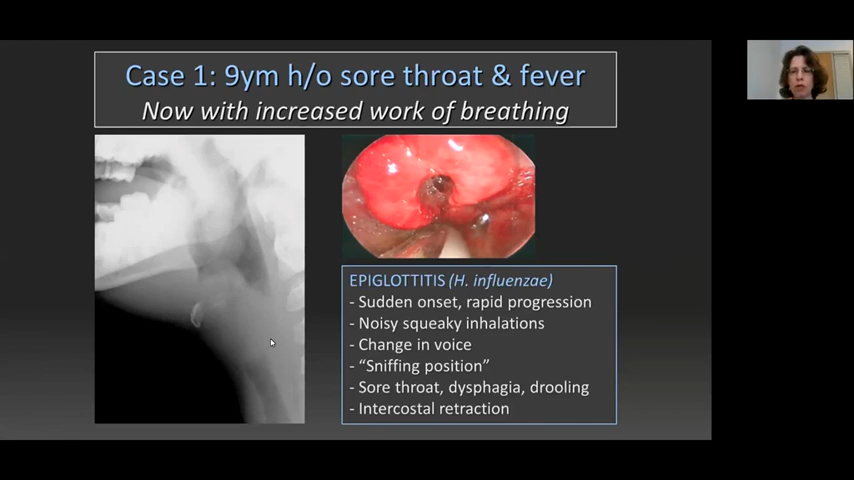 Case 1: 9ym h/o sore throat & fever
Now with increased work of breathing
EPIGLOTTITIS (H. influenzae)
- Sudden onset, rapid progression
- Noisy squeaky inhalations
- Change in voice
- “Sniffing position”
- Sore throat, dysphagia, drooling
- Intercostal retraction